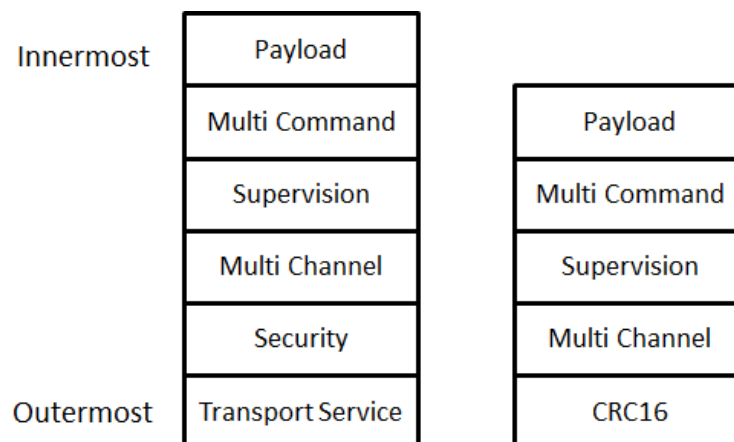 Innermost
Payload
Multi Command
Supervision
Multi Channel
Security
Outermost
Transport Service
Payload
Multi Command
Supervision
Multi Channel
CRC16